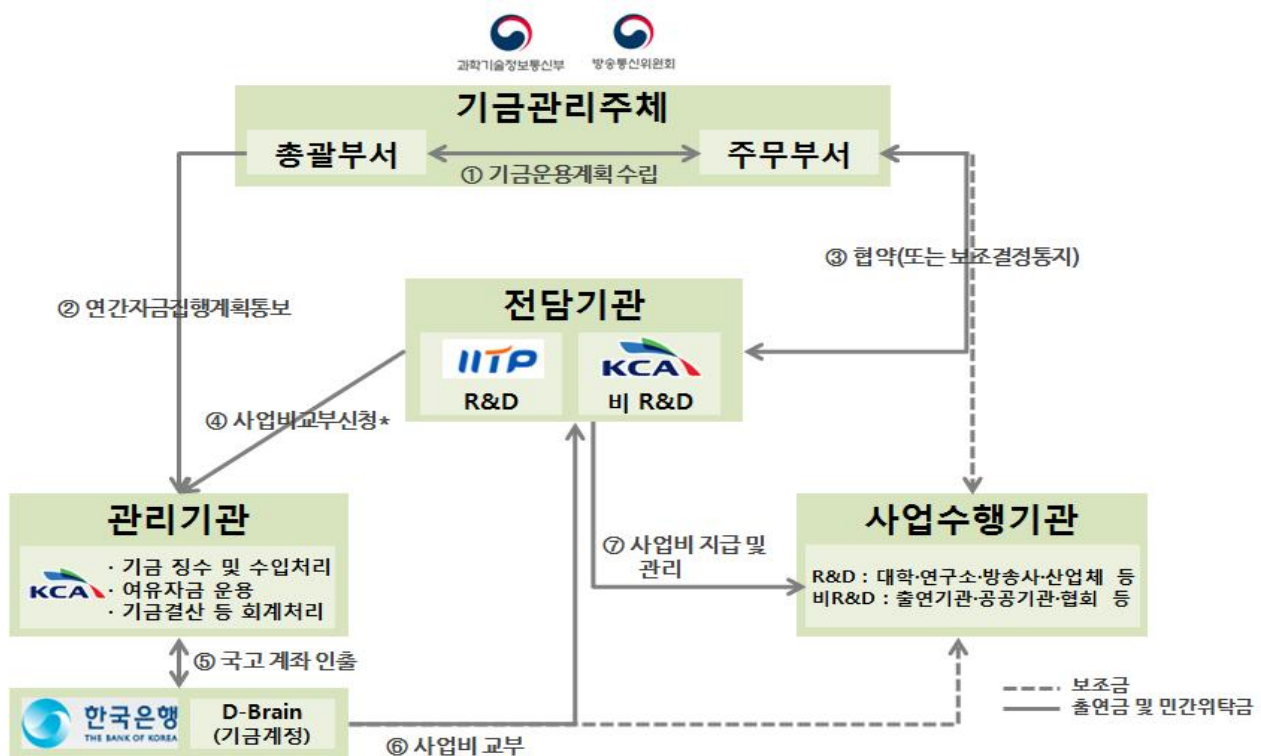 과학기술정보통신부 방송통신위원회
기금관리주체
총괄부서
주무부서
① 기금운용계획 수립
③ 협약(또는 보조결정통지)
② 연간자금집행계획통보
전담기관
IITP
R&D
KCA
비 R&D
④ 사업비교부신청*
관리기관
KCA
· 기금 징수 및 수입처리
· 여유자금 운용
· 기금결산 등 회계처리
사업수행기관
R&D : 대학·연구소·방송사·산업체 등
비R&D : 출연기관·공공기관·협회 등
⑦ 사업비 지급 및
관리
⑤ 국고 계좌 인출
한국은행
THE BANK OF KOREA
D-Brain
(기금계정)
⑥ 사업비 교부
보조금
출연금 및 민간위탁금